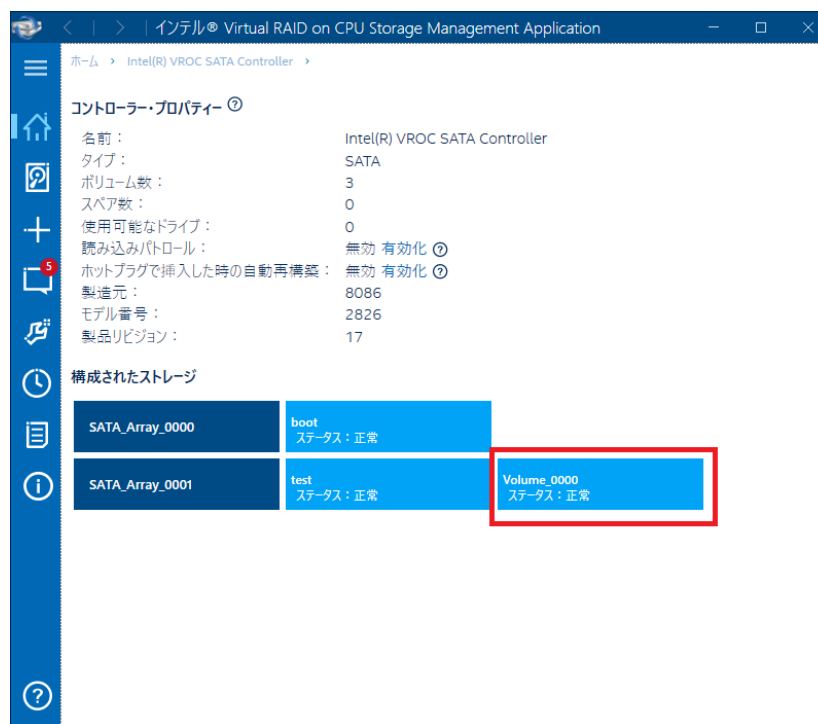 インテル® Virtual RAID on CPU Storage Management Application
ホーム › Intel(R) VROC SATA Controller ›
コントローラー・プロパティー ?
名前： Intel(R) VROC SATA Controller
タイプ： SATA
ボリューム数： 3
スペア数： 0
使用可能なドライブ： 0
読み込みパトロール： 無効 有効化 ?
ホットプラグで挿入した時の自動再構築： 無効 有効化 ?
製造元： 8086
モデル番号： 2826
製品リビジョン： 17
5
構成されたストレージ
SATA_Array_0000 boot
ステータス：正常
SATA_Array_0001 test Volume_0000
ステータス：正常 ステータス：正常
?